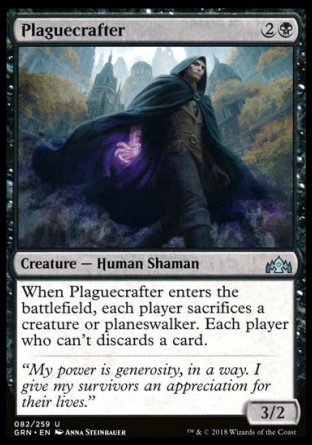 Plaguecrafter 2
Creature — Human Shaman
When Plaguecrafter enters the
battlefield, each player sacrifices a
creature or planeswalker. Each player
who can't discards a card.
"My power is generosity, in a way. I
give my survivors an appreciation for
their lives."
3/2
082/259 U
GRN • EN Anna Steinbauer
™ & © 2018 Wizards of the Coast